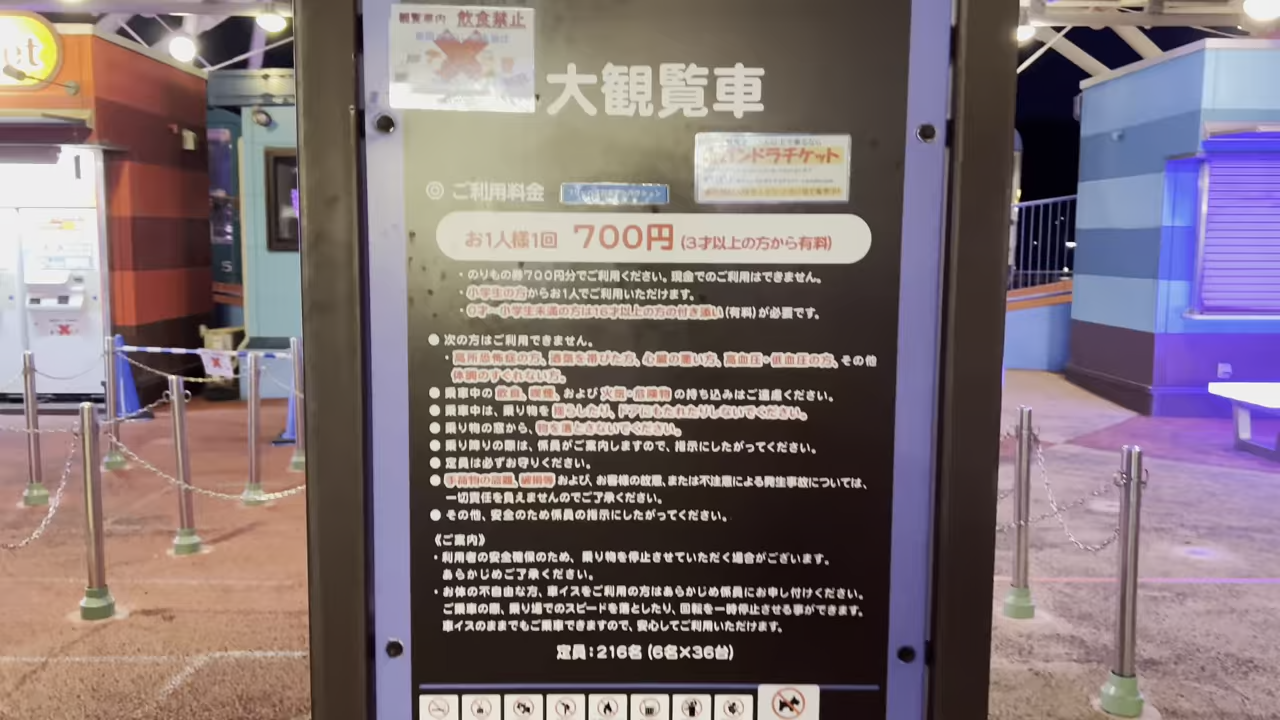 観覧車内 飲食禁止
大観覧車
ゴンドラチケット
◎ ご利用料金
お1人様1回 700円 (3才以上の方から有料)
・のりもの券700円分でご利用ください。現金でのご利用はできません。
・小学生の方からお1人でご利用いただけます。
・0才〜小学生未満の方は16才以上の方の付き添い(有料)が必要です。
● 次の方はご利用できません。
・高所恐怖症の方、酒気を帯びた方、心臓の悪い方、高血圧・低血圧の方、その他
体調のすぐれない方。
● 乗車中の飲食、喫煙、および火気・危険物の持ち込みはご遠慮ください。
● 乗車中は、乗り物を揺らしたり、ドアにもたれたりしないでください。
● 乗り物の窓から、物を落とさないでください。
● 乗り降りの際は、係員がご案内しますので、指示にしたがってください。
● 定員は必ずお守りください。
● 手荷物の盗難、破損等および、お客様の故意、または不注意による発生事故については、
一切責任を負えませんのでご了承ください。
● その他、安全のため係員の指示にしたがってください。
《ご案内》
・利用者の安全確保のため、乗り物を停止させていただく場合がございます。
あらかじめご了承ください。
・お体の不自由な方、車イスをご利用の方はあらかじめ係員にお申し付けください。
ご乗車の際、乗り場でのスピードを落としたり、回転を一時停止させる事ができます。
車イスのままでもご乗車できますので、安心してご利用いただけます。
定員：216名 (6名×36台)